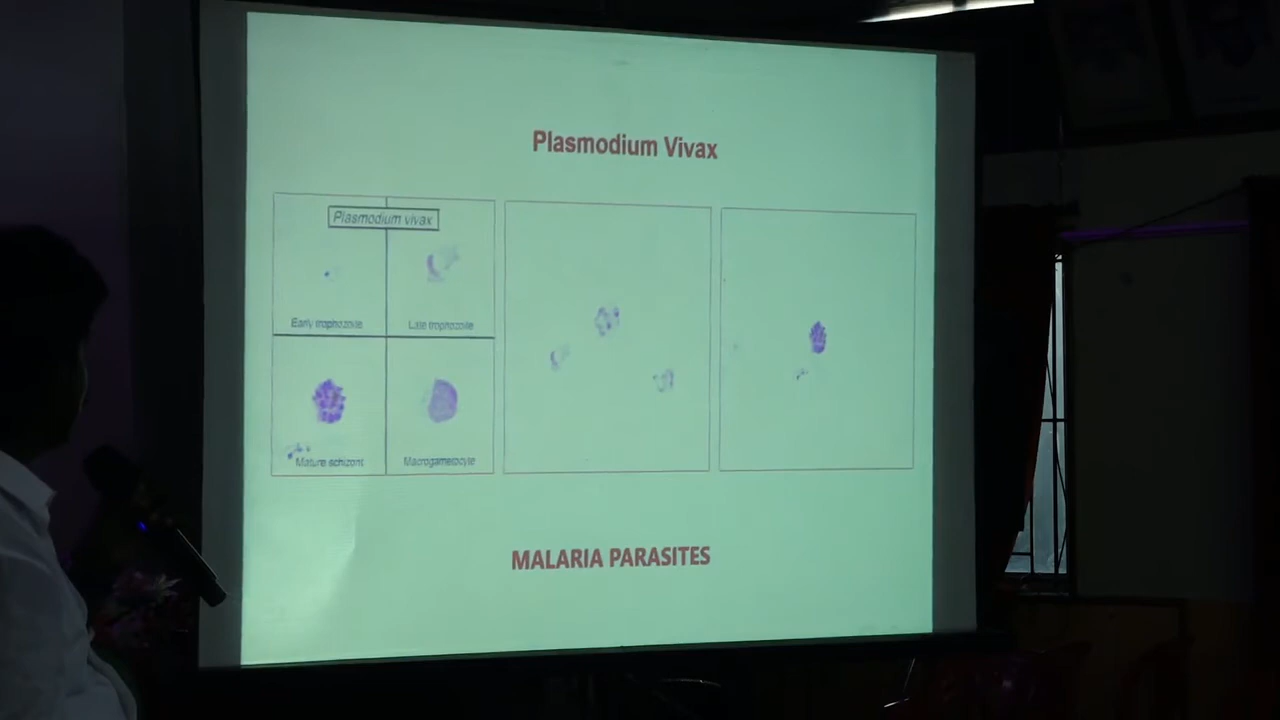 Plasmodium Vivax
Plasmodium vivax
Early trophozoite
Late trophozoite
Mature schizont
Macrogametocyte
MALARIA PARASITES